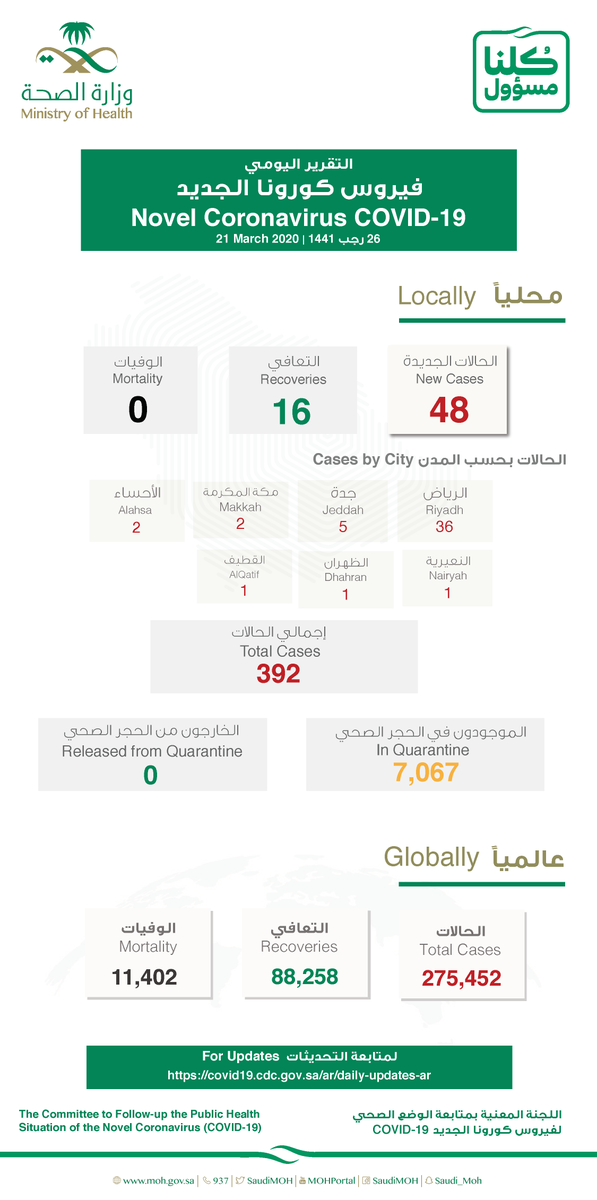 وزارة الصحة
Ministry of Health
كلنا
مسؤول
التقرير اليومي
فيروس كورونا الجديد
Novel Coronavirus COVID-19
21 March 2020 | 26 رجب 1441
محلياً Locally
الحالات الجديدة
New Cases
48
التعافي
Recoveries
16
الوفيات
Mortality
0
الحالات بحسب المدن Cases by City
الرياض
Riyadh
36
جدة
Jeddah
5
مكة المكرمة
Makkah
2
الأحساء
Alahsa
2
النعيرية
Nairyah
1
الظهران
Dhahran
1
القطيف
AlQatif
1
إجمالي الحالات
Total Cases
392
الموجودون في الحجر الصحي
In Quarantine
7,067
الخارجون من الحجر الصحي
Released from Quarantine
0
عالمياً Globally
الحالات
Total Cases
275,452
التعافي
Recoveries
88,258
الوفيات
Mortality
11,402
لمتابعة التحديثات For Updates
https://covid19.cdc.gov.sa/ar/daily-updates-ar
اللجنة المعنية بمتابعة الوضع الصحي
لفيروس كورونا الجديد COVID-19
The Committee to Follow-up the Public Health
Situation of the Novel Coronavirus (COVID-19)
www.moh.gov.sa | 937 | SaudiMOH | MOHPortal | SaudiMOH | Saudi_Moh